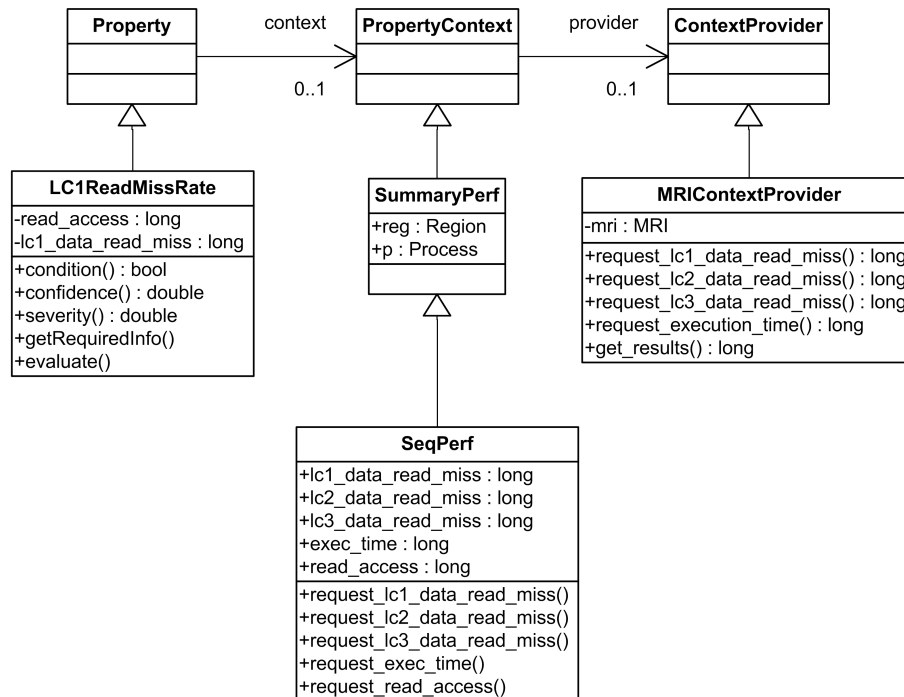 Property
context
PropertyContext
provider
ContextProvider
0..1
0..1
LC1ReadMissRate
-read_access : long
-lc1_data_read_miss : long
+condition() : bool
+confidence() : double
+severity() : double
+getRequiredInfo()
+evaluate()
SummaryPerf
+reg : Region
+p : Process
MRIContextProvider
-mri : MRI
+request_lc1_data_read_miss() : long
+request_lc2_data_read_miss() : long
+request_lc3_data_read_miss() : long
+request_execution_time() : long
+get_results() : long
SeqPerf
+lc1_data_read_miss : long
+lc2_data_read_miss : long
+lc3_data_read_miss : long
+exec_time : long
+read_access : long
+request_lc1_data_read_miss()
+request_lc2_data_read_miss()
+request_lc3_data_read_miss()
+request_exec_time()
+request_read_access()